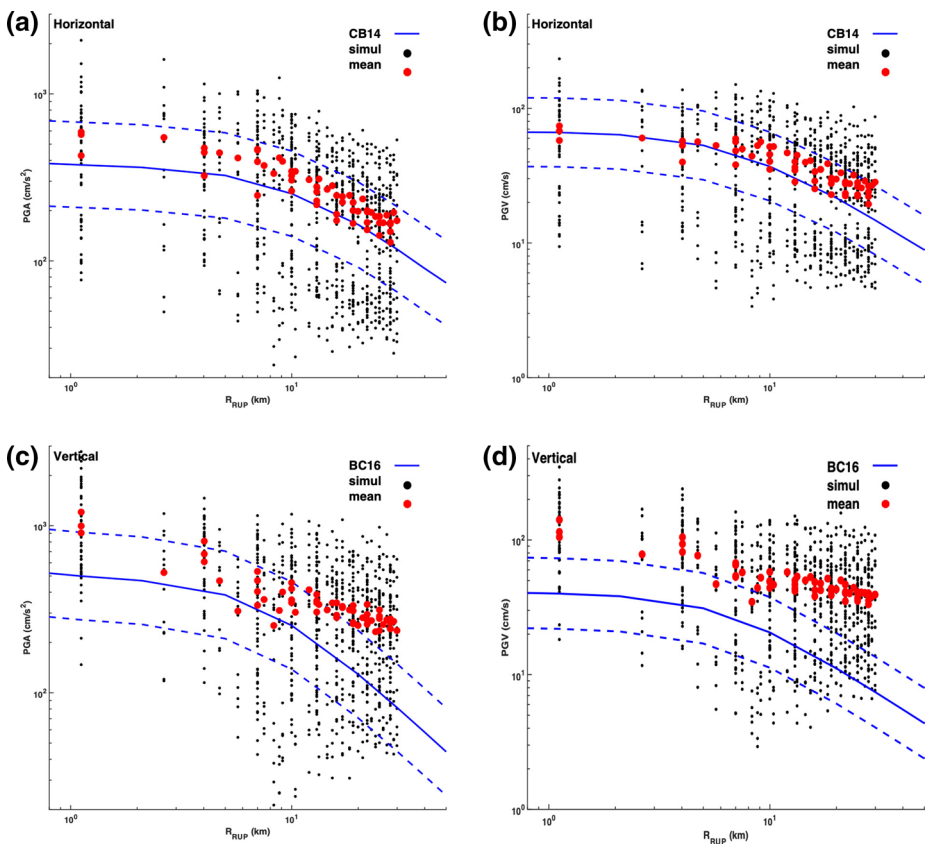 (a)
Horizontal
CB14
simul
mean
10³
10²
PGA (cm/s²)
10⁰
10¹
R_RUP (km)
(b)
Horizontal
CB14
simul
mean
10²
10¹
10⁰
PGV (cm/s)
10⁰
10¹
R_RUP (km)
(c)
Vertical
BC16
simul
mean
10³
10²
PGA (cm/s²)
10⁰
10¹
R_RUP (km)
(d)
Vertical
BC16
simul
mean
10²
10¹
10⁰
PGV (cm/s)
10⁰
10¹
R_RUP (km)